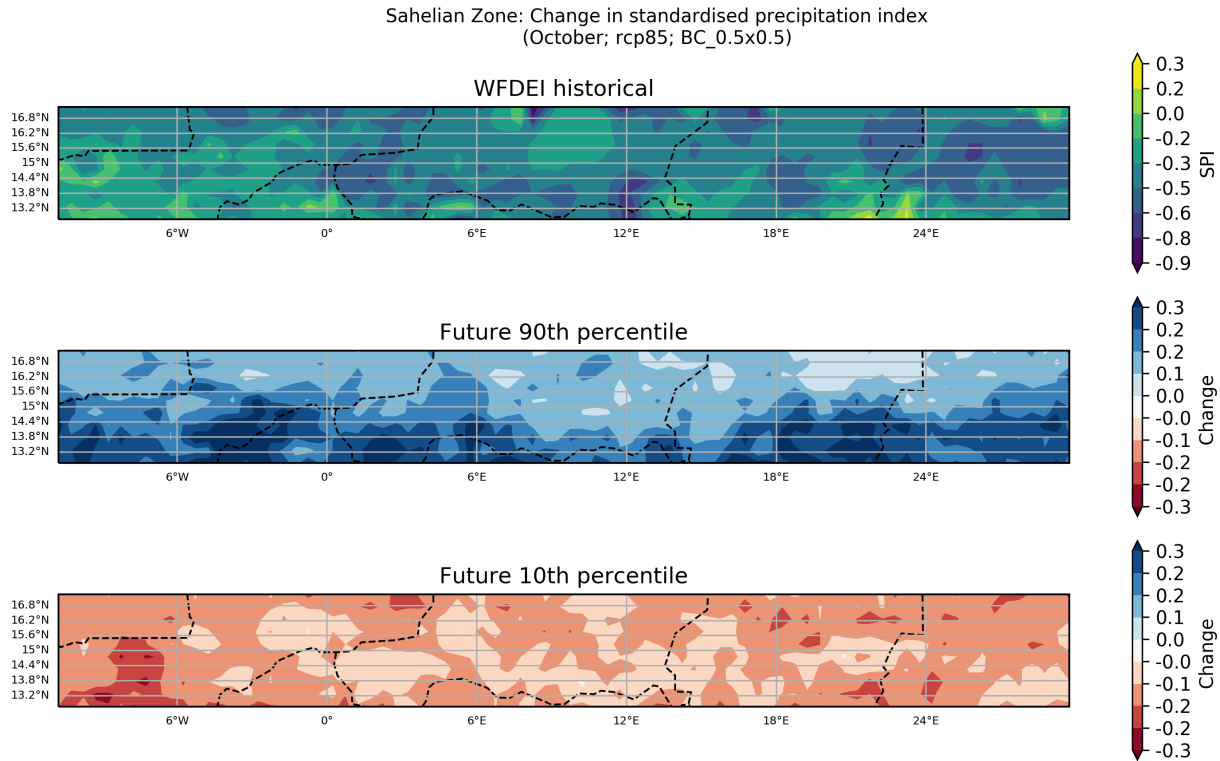 Sahelian Zone: Change in standardised precipitation index
(October; rcp85; BC_0.5x0.5)
WFDEI historical
16.8°N
16.2°N
15.6°N
15°N
14.4°N
13.8°N
13.2°N
6°W 0° 6°E 12°E 18°E 24°E
0.3
0.2
0.0
-0.2
-0.3
-0.5
-0.6
-0.8
-0.9
SPI
Future 90th percentile
16.8°N
16.2°N
15.6°N
15°N
14.4°N
13.8°N
13.2°N
6°W 0° 6°E 12°E 18°E 24°E
0.3
0.2
0.2
0.1
0.0
-0.0
-0.1
-0.2
-0.2
-0.3
Change
Future 10th percentile
16.8°N
16.2°N
15.6°N
15°N
14.4°N
13.8°N
13.2°N
6°W 0° 6°E 12°E 18°E 24°E
0.3
0.2
0.2
0.1
0.0
-0.0
-0.1
-0.2
-0.2
-0.3
Change